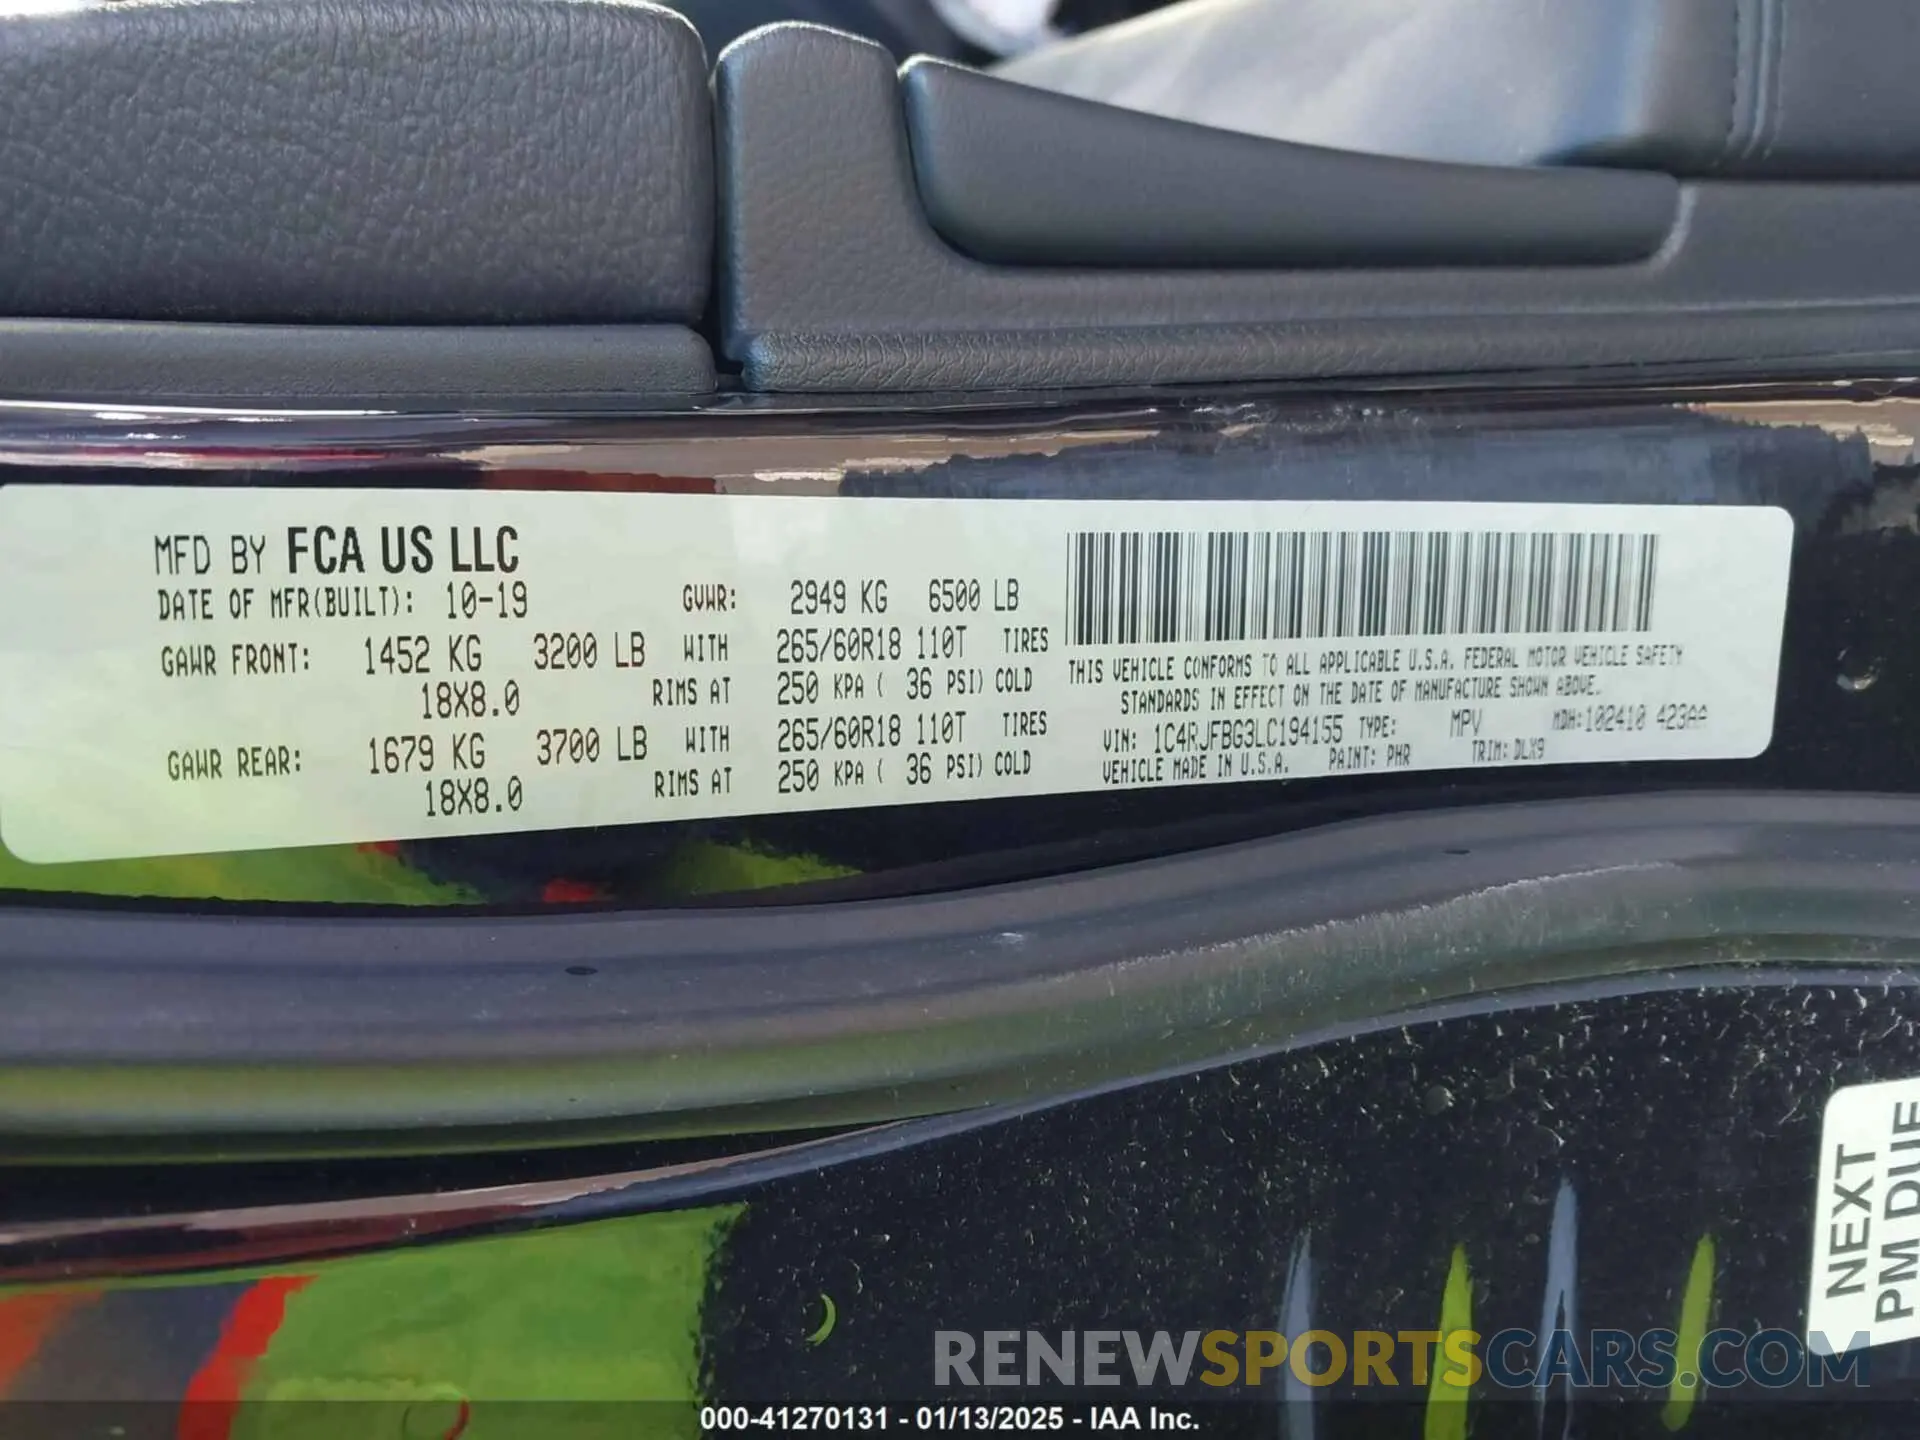 MFD BY FCA US LLC
DATE OF MFR(BUILT): 10-19 GVWR: 2949 KG 6500 LB
GAWR FRONT: 1452 KG 3200 LB WITH 265/60R18 110T TIRES
18X8.0 RIMS AT 250 KPA ( 36 PSI) COLD
GAWR REAR: 1679 KG 3700 LB WITH 265/60R18 110T TIRES
18X8.0 RIMS AT 250 KPA ( 36 PSI) COLD
THIS VEHICLE CONFORMS TO ALL APPLICABLE U.S.A. FEDERAL MOTOR VEHICLE SAFETY
STANDARDS IN EFFECT ON THE DATE OF MANUFACTURE SHOWN ABOVE.
VIN: 1C4RJFBG3LC194155 TYPE: MPV MDH:102410 423AA
VEHICLE MADE IN U.S.A. PAINT: PHR TRIM: DLX9
NEXT
PM DUE
RENEWSPORTSCARS.COM
000-41270131 - 01/13/2025 - IAA Inc.